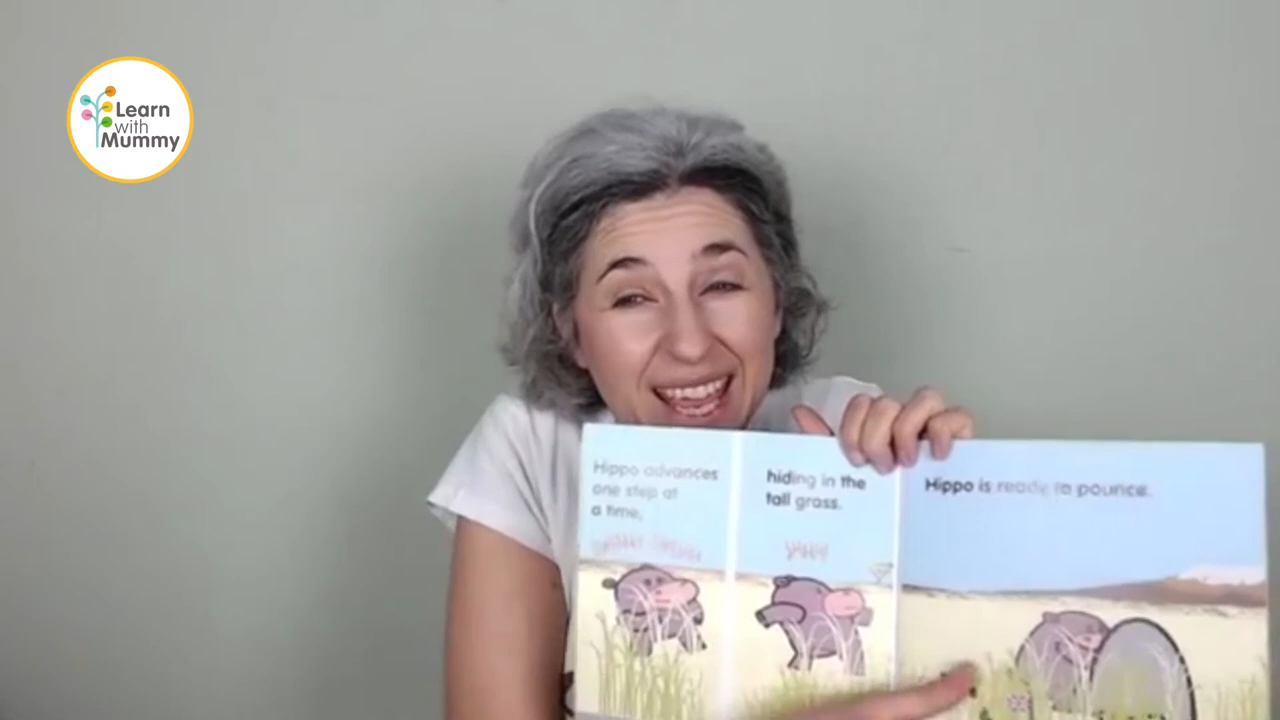 Learn
with
Mummy
Hippo advances
one step at
a time,
hiding in the
tall grass.
Hippo is ready to pounce.